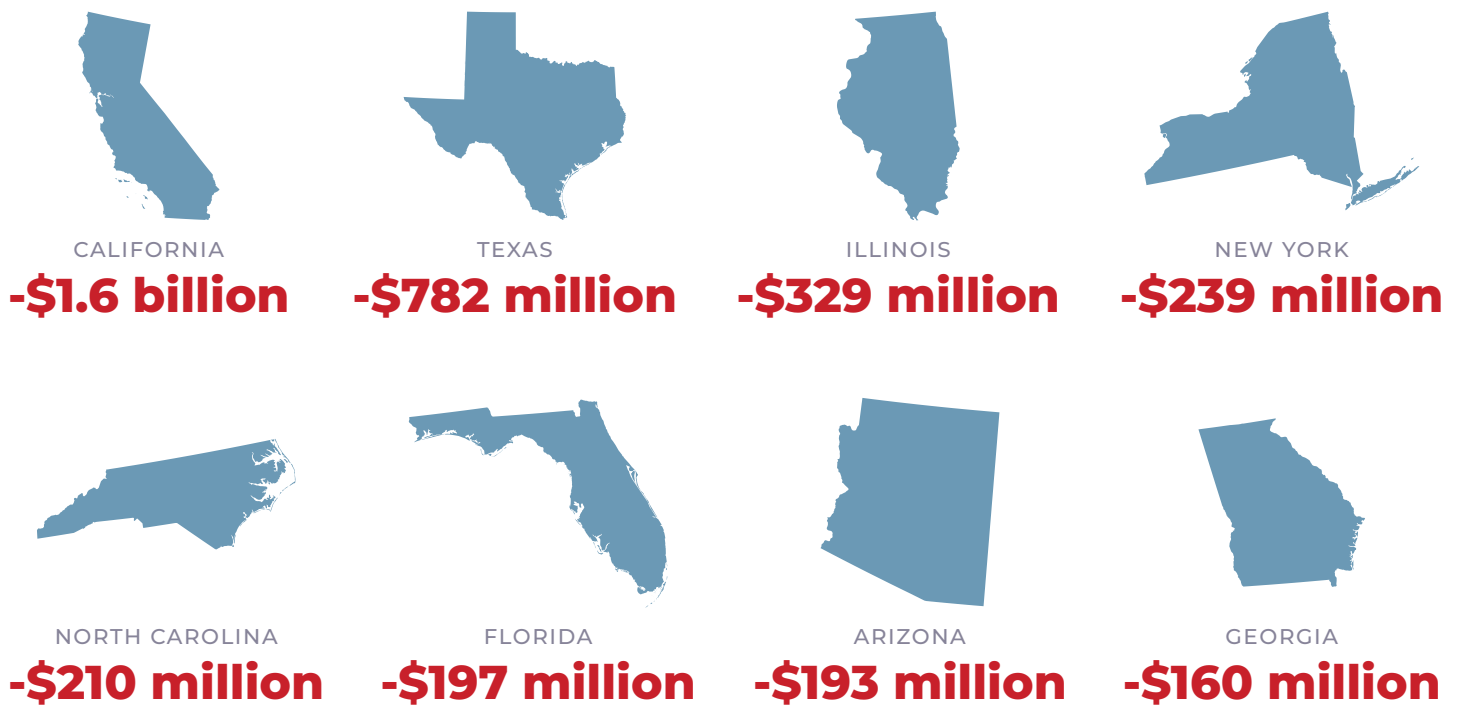 CALIFORNIA
-$1.6 billion
TEXAS
-$782 million
ILLINOIS
-$329 million
NEW YORK
-$239 million
NORTH CAROLINA
-$210 million
FLORIDA
-$197 million
ARIZONA
-$193 million
GEORGIA
-$160 million